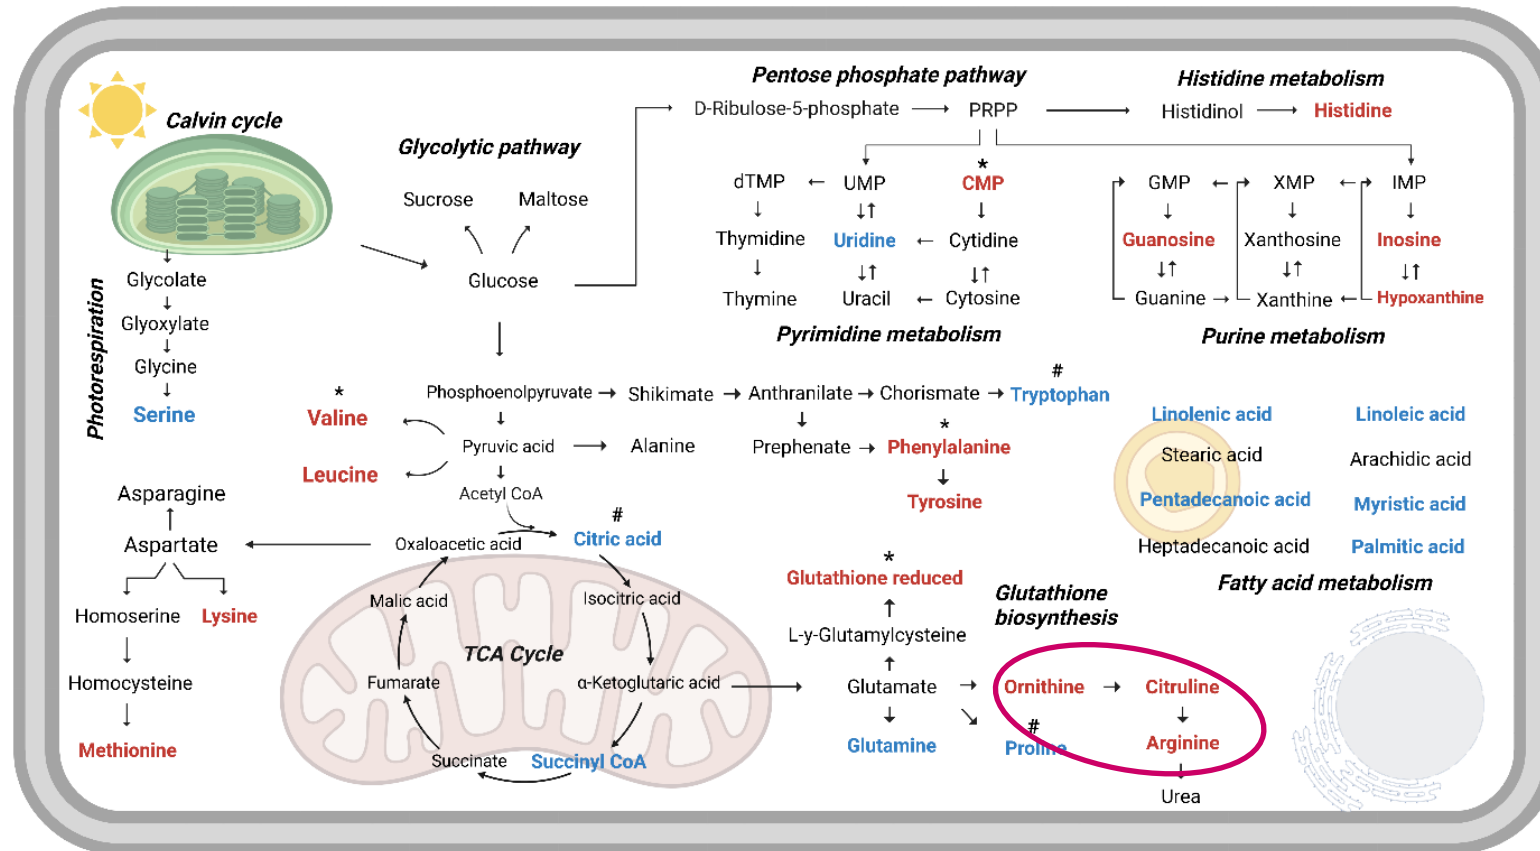 Pentose phosphate pathway
Histidine metabolism
D-Ribulose-5-phosphate
PRPP
Histidinol
Histidine
Calvin cycle
Glycolytic pathway
*
dTMP
UMP
CMP
GMP
XMP
IMP
Sucrose
Maltose
Thymidine
Uridine
Cytidine
Guanosine
Xanthosine
Inosine
Glucose
Thymine
Uracil
Cytosine
Guanine
Xanthine
Hypoxanthine
Pyrimidine metabolism
Purine metabolism
Photorespiration
Glycolate
Glyoxylate
Glycine
Serine
*
Valine
Leucine
Phosphoenolpyruvate
Shikimate
Anthranilate
Chorismate
#
Tryptophan
Pyruvic acid
Alanine
Prephenate
*
Phenylalanine
Tyrosine
Acetyl CoA
Linolenic acid
Linoleic acid
Stearic acid
Arachidic acid
Pentadecanoic acid
Myristic acid
Heptadecanoic acid
Palmitic acid
Fatty acid metabolism
Asparagine
Aspartate
Homoserine
Lysine
Homocysteine
Methionine
Oxaloacetic acid
#
Citric acid
Malic acid
Isocitric acid
TCA Cycle
Fumarate
α-Ketoglutaric acid
Succinate
Succinyl CoA
*
Glutathione reduced
Glutathione
biosynthesis
L-y-Glutamylcysteine
Glutamate
Ornithine
Citruline
Glutamine
#
Proline
Arginine
Urea